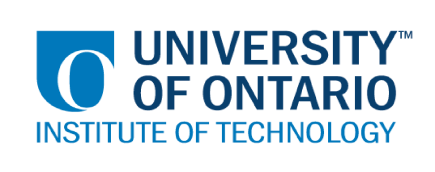 UNIVERSITY™
OF ONTARIO
INSTITUTE OF TECHNOLOGY